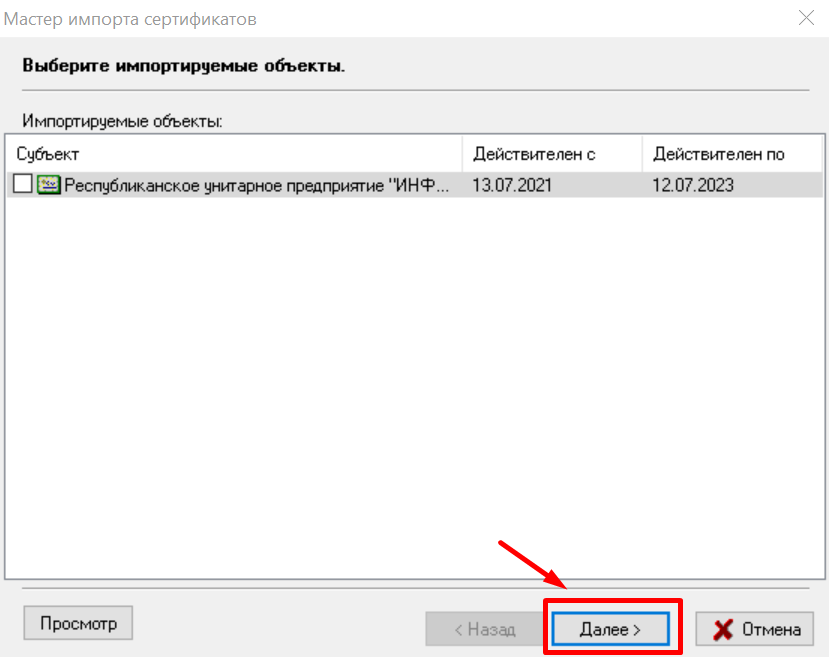 Мастер импорта сертификатов
Выберите импортируемые объекты.
Импортируемые объекты:
Субъект Действителен с Действителен по
Республиканское унитарное предприятие "ИНФ... 13.07.2021 12.07.2023
Просмотр < Назад Далее > Отмена